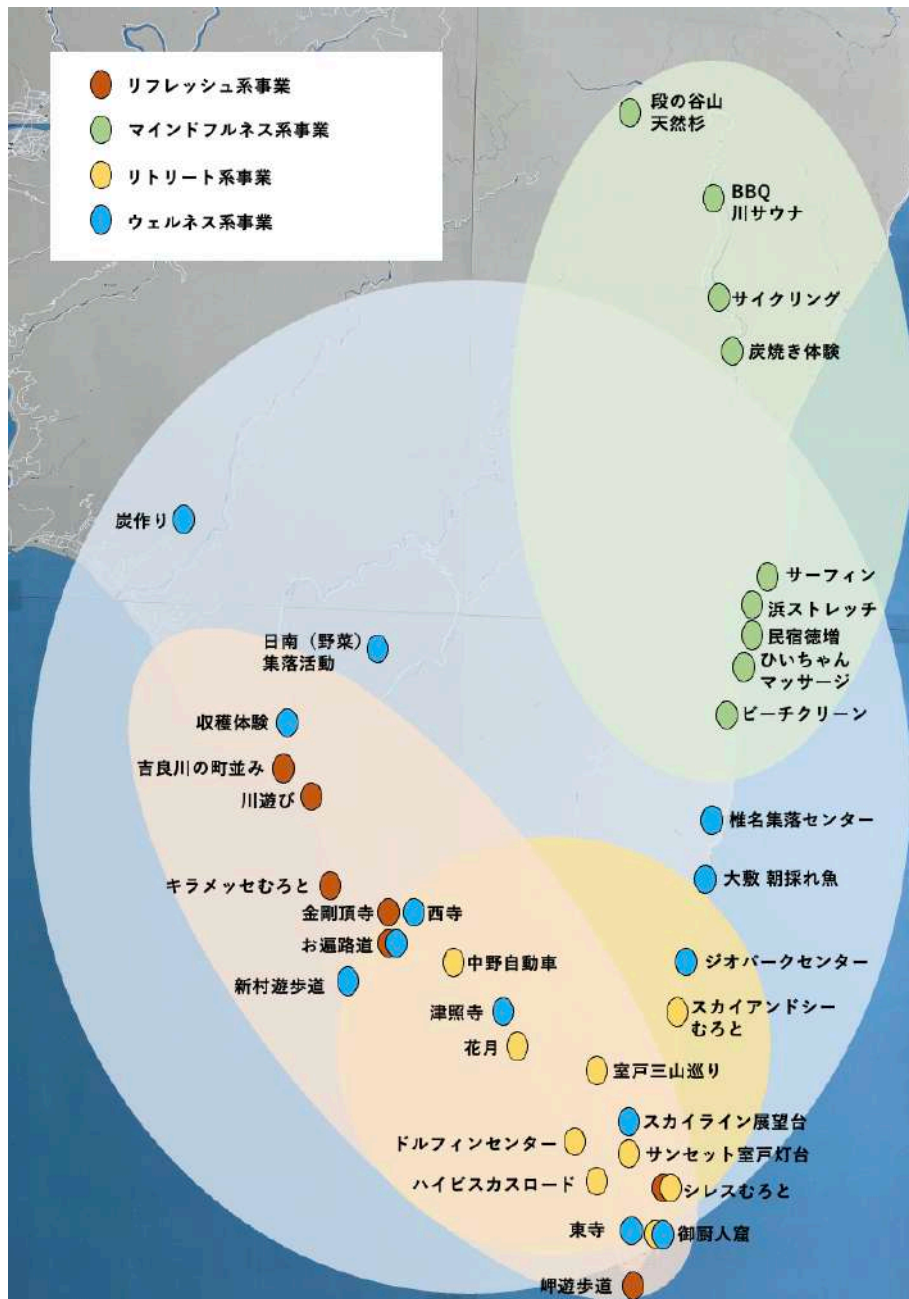 リフレッシュ系事業
マインドフルネス系事業
リトリート系事業
ウェルネス系事業
段の谷山
天然杉
BBQ
川サウナ
サイクリング
炭焼き体験
炭作り
サーフィン
浜ストレッチ
民宿徳増
ひいちゃん
マッサージ
ビーチクリーン
日南（野菜）
集落活動
収穫体験
吉良川の町並み
川遊び
椎名集落センター
大敷 朝採れ魚
キラメッセむろと
金剛頂寺
西寺
お遍路道
中野自動車
ジオパークセンター
新村遊歩道
津照寺
スカイアンドシー
むろと
花月
室戸三山巡り
スカイライン展望台
ドルフィンセンター
サンセット室戸灯台
ハイビスカスロード
シレスむろと
東寺
御厨人窟
岬遊歩道